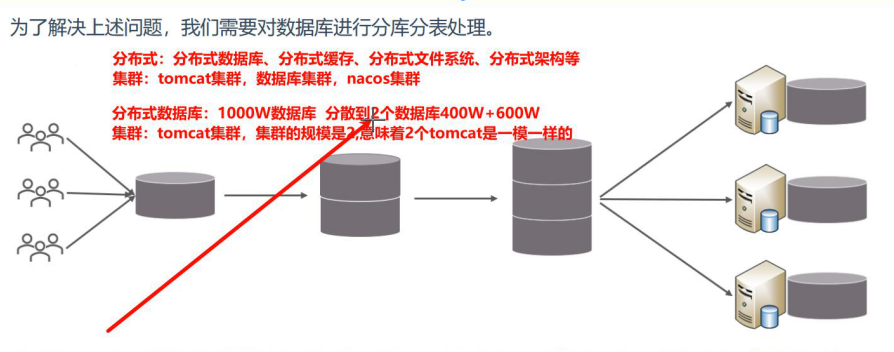 为了解决上述问题，我们需要对数据库进行分库分表处理。
分布式：分布式数据库、分布式缓存、分布式文件系统、分布式架构等
集群：tomcat集群，数据库集群，nacos集群
分布式数据库：1000W数据库 分散到2个数据库400W+600W
集群：tomcat集群，集群的规模是2,意味着2个tomcat是一模一样的